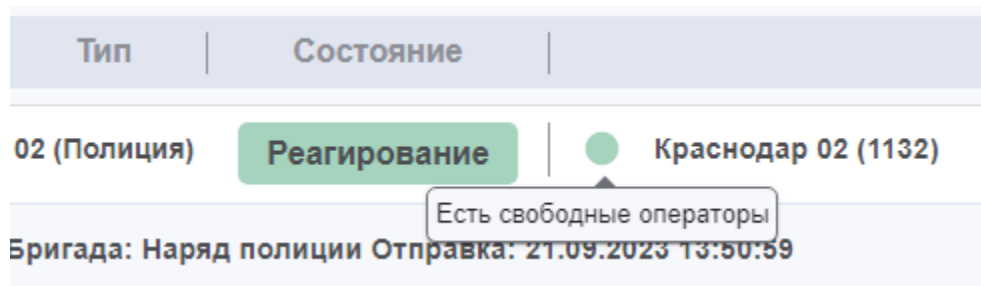 Тип Состояние
02 (Полиция) Реагирование Краснодар 02 (1132)
Есть свободные операторы
Бригада: Наряд полиции Отправка: 21.09.2023 13:50:59